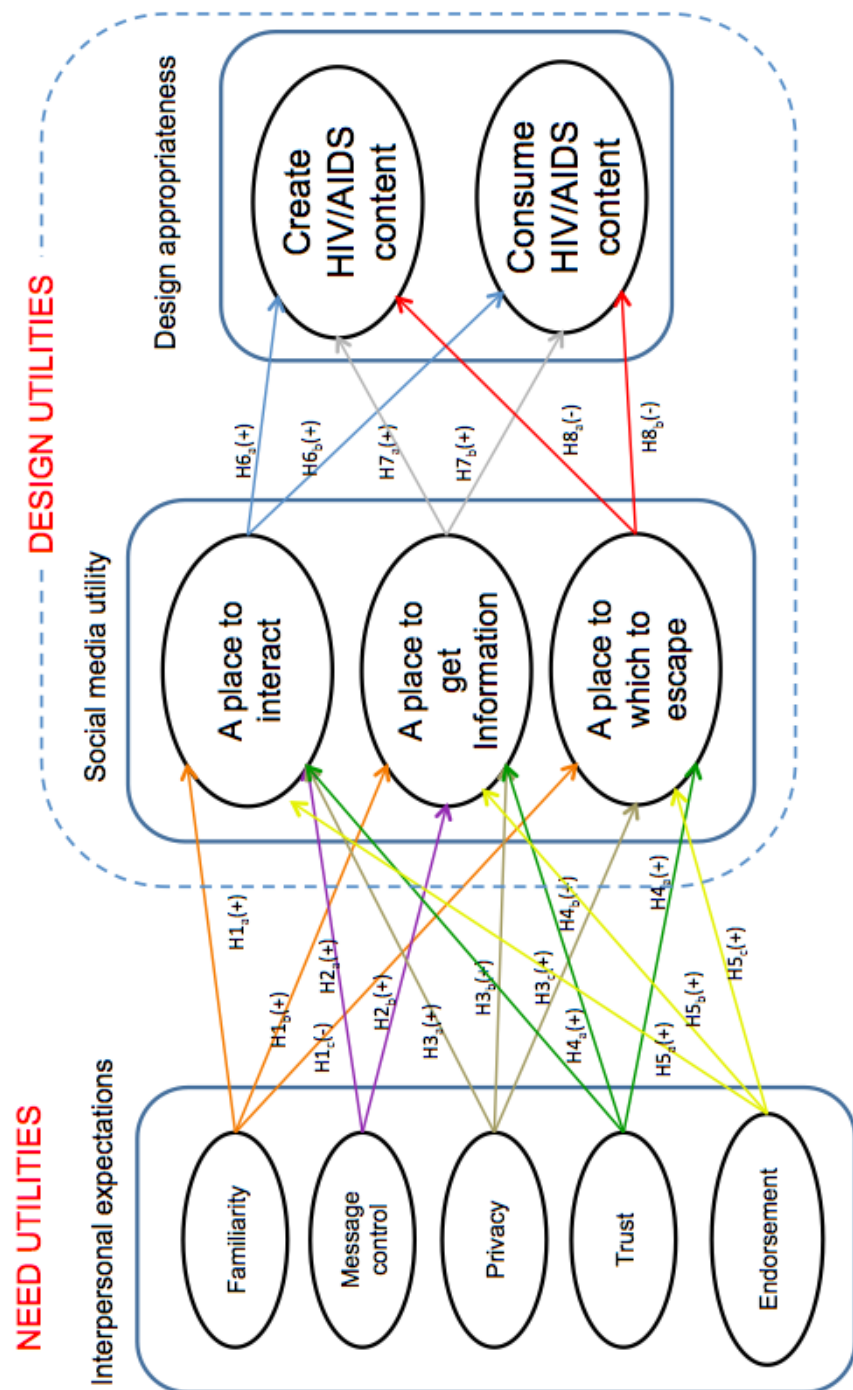 NEED UTILITIES
DESIGN UTILITIES
Interpersonal expectations
Social media utility
Design appropriateness
Familiarity
Message
control
Privacy
Trust
Endorsement
H1a(+)
H1b(+)
H1c(-)
H2a(+)
H2b(+)
H3a(+)
H3b(+)
H3c(+)
H4a(+)
H4b(+)
H4a(+)
H5a(+)
H5b(+)
H5c(+)
A place to
interact
A place to
get
Information
A place to
which to
escape
H6a(+)
H6b(+)
H7a(+)
H7b(+)
H8a(-)
H8b(-)
Create
HIV/AIDS
content
Consume
HIV/AIDS
content